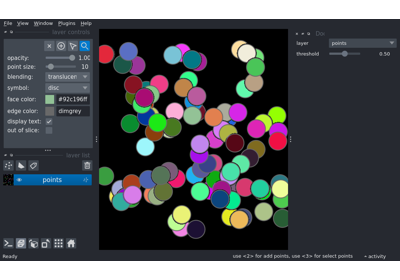 File View Window Plugins Help
layer controls
opacity: 1.00
point size: 10
blending: translucen
symbol: disc
face color: #92c196ff
edge color: dimgrey
display text:
out of slice:
layer list
points
Do
layer points
threshold 0.50
Ready
use <2> for add points, use <3> for select points
activity